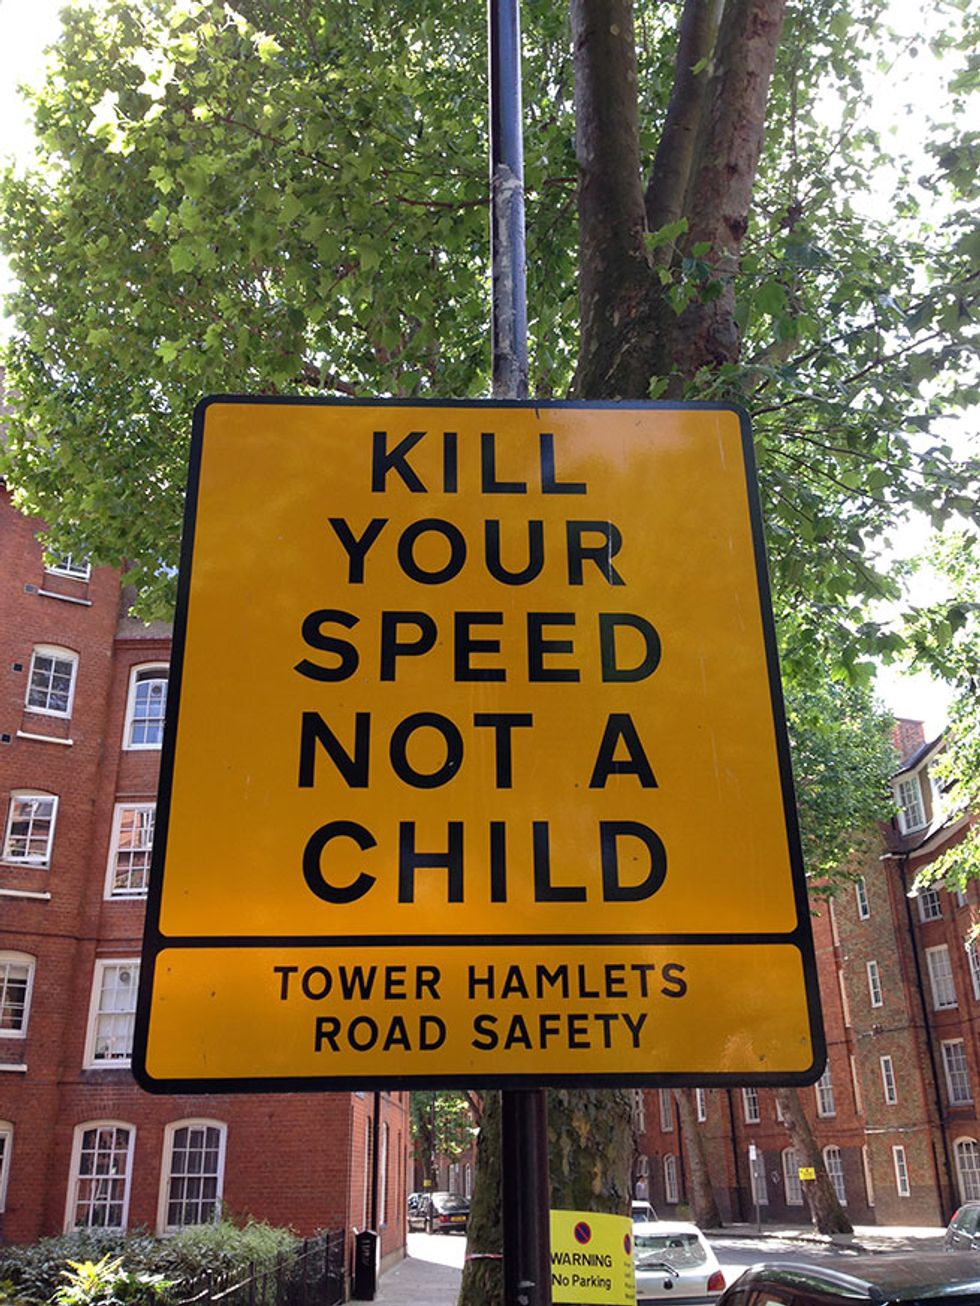 KILL
YOUR
SPEED
NOT A
CHILD
TOWER HAMLETS
ROAD SAFETY
WARNING
No Parking